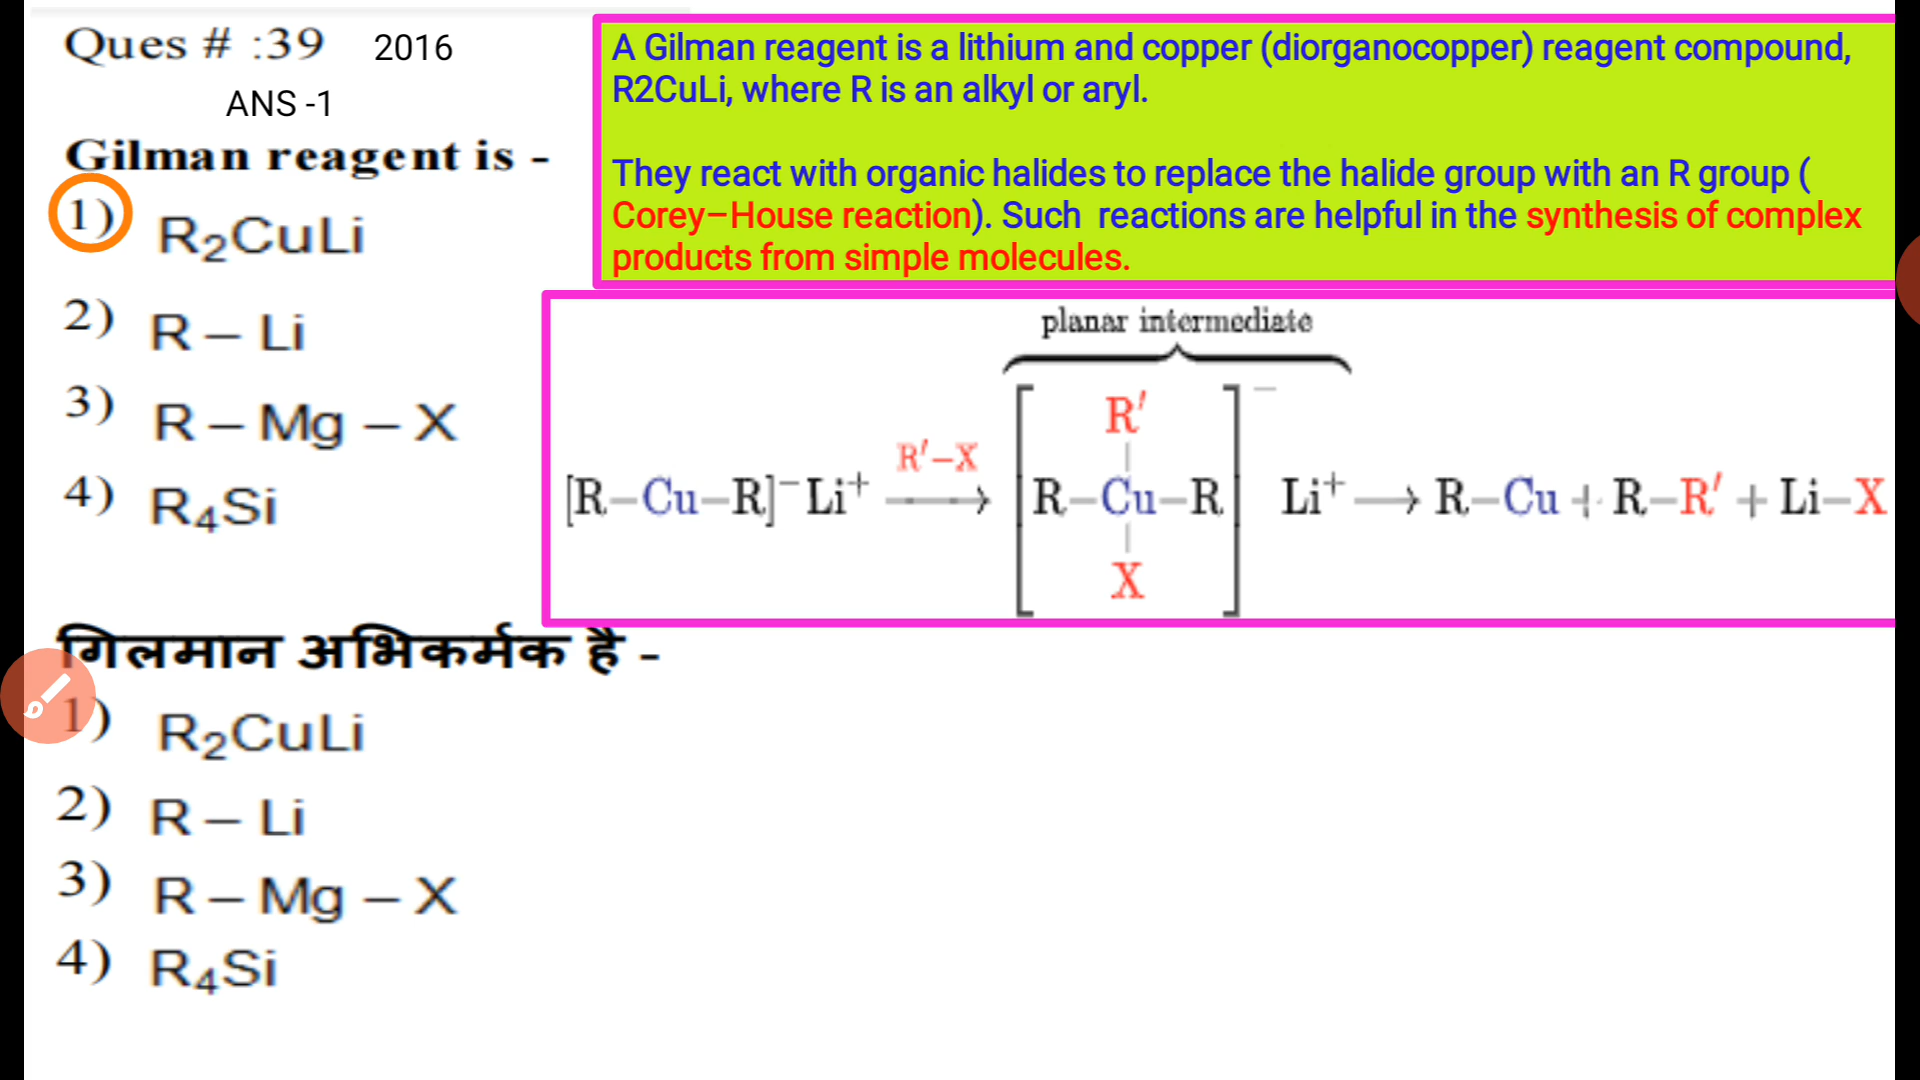 Ques # :39 2016
ANS -1
Gilman reagent is -
1) R₂CuLi
2) R – Li
3) R – Mg – X
4) R₄Si
A Gilman reagent is a lithium and copper (diorganocopper) reagent compound,
R2CuLi, where R is an alkyl or aryl.
They react with organic halides to replace the halide group with an R group (
Corey–House reaction). Such reactions are helpful in the synthesis of complex
products from simple molecules.
planar intermediate
R′
[R–Cu–R]⁻ Li⁺ R′–X ⟶ [R–Cu–R]⁻ Li⁺ ⟶ R–Cu + R–R′ + Li–X
X
गिलमान अभिकर्मक है -
1) R₂CuLi
2) R – Li
3) R – Mg – X
4) R₄Si